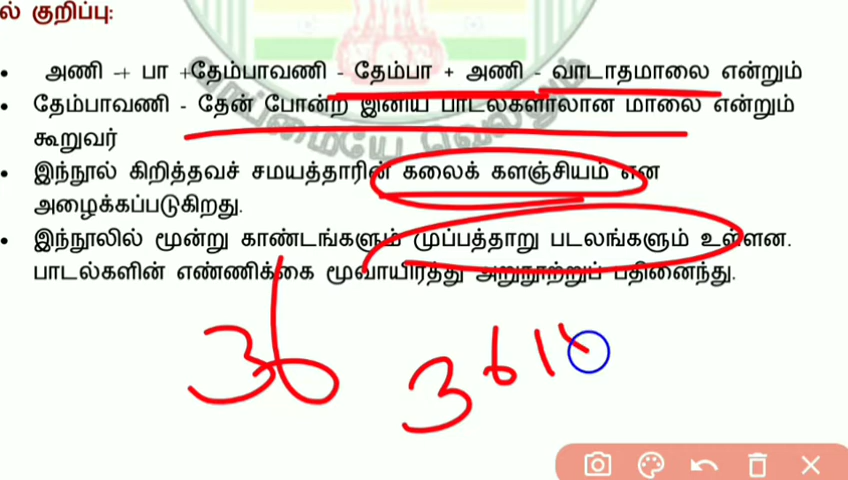 ல் குறிப்பு:
• அணி + பா +தேம்பாவணி - தேம்பா + அணி - வாடாதமாலை என்றும்
• தேம்பாவணி - தேன் போன்ற இனிய பாடல்களாலான மாலை என்றும்
கூறுவர்
• இந்நூல் கிறித்தவச் சமயத்தாரின் கலைக் களஞ்சியம் என
அழைக்கப்படுகிறது.
• இந்நூலில் மூன்று காண்டங்களும் முப்பத்தாறு படலங்களும் உள்ளன.
பாடல்களின் எண்ணிக்கை மூவாயிரத்து அறுநூற்றுப் பதினைந்து.
36 361